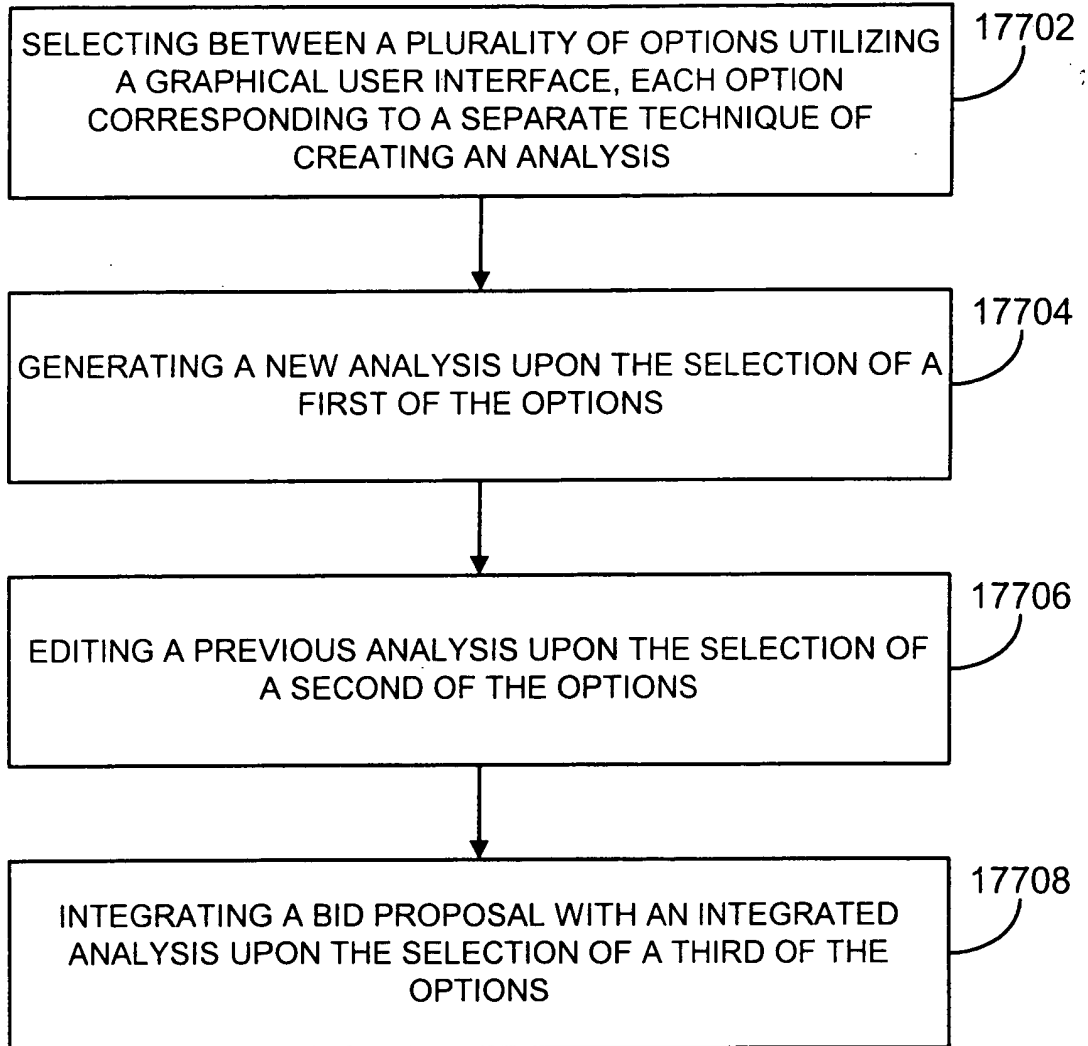 SELECTING BETWEEN A PLURALITY OF OPTIONS UTILIZING
A GRAPHICAL USER INTERFACE, EACH OPTION
CORRESPONDING TO A SEPARATE TECHNIQUE OF
CREATING AN ANALYSIS
17702
GENERATING A NEW ANALYSIS UPON THE SELECTION OF A
FIRST OF THE OPTIONS
17704
EDITING A PREVIOUS ANALYSIS UPON THE SELECTION OF
A SECOND OF THE OPTIONS
17706
INTEGRATING A BID PROPOSAL WITH AN INTEGRATED
ANALYSIS UPON THE SELECTION OF A THIRD OF THE
OPTIONS
17708